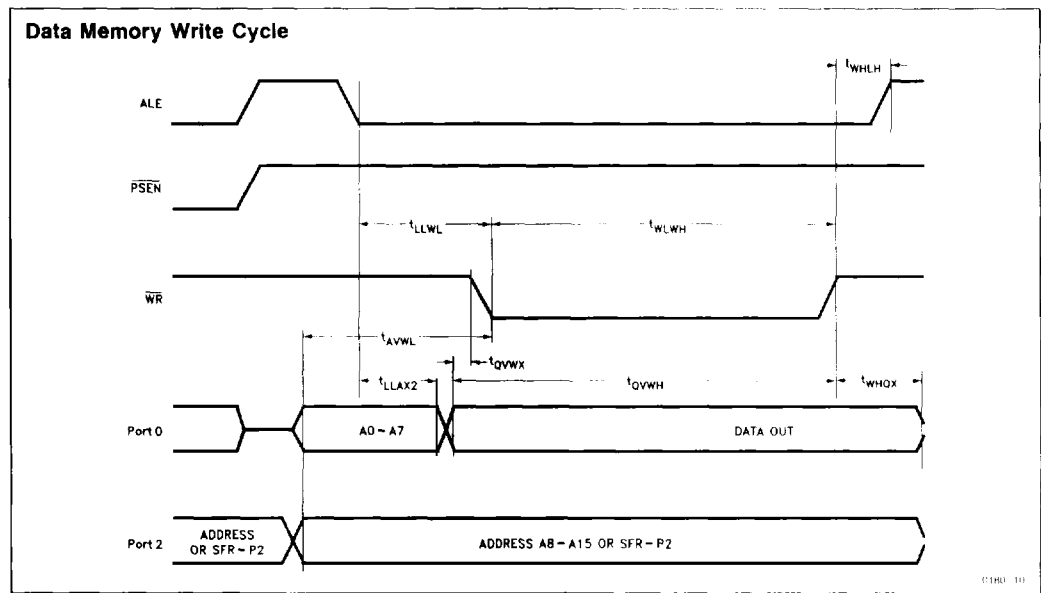 Data Memory Write Cycle
tWHLH
ALE
PSEN
tLLWL
tWLWH
WR
tAVWL
tQVWX
tLLAX2
tQVWH
tWHQX
Port 0
A0 – A7
DATA OUT
Port 2
ADDRESS
OR SFR – P2
ADDRESS A8 – A15 OR SFR – P2